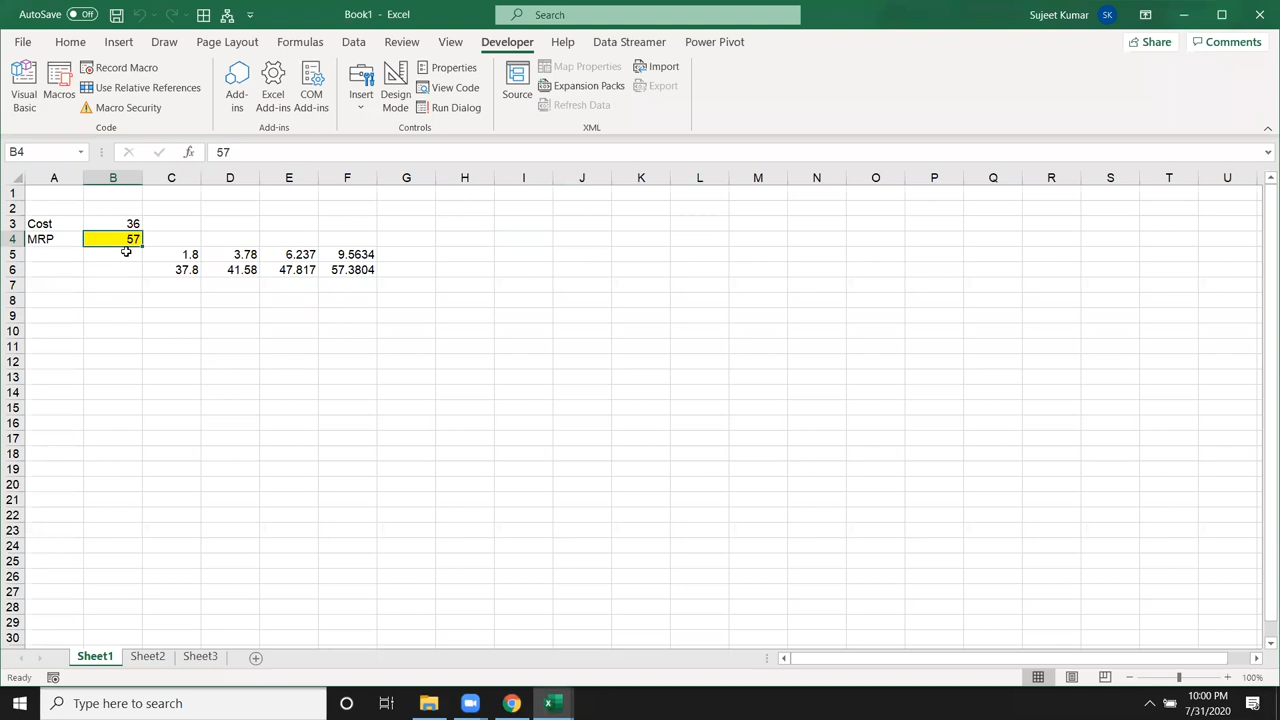 AutoSave Off Book1 - Excel Search Sujeet Kumar SK
File Home Insert Draw Page Layout Formulas Data Review View Developer Help Data Streamer Power Pivot Share Comments
Visual Basic
Macros
Record Macro
Use Relative References
Macro Security
Code
Add-ins
Excel Add-ins
COM Add-ins
Add-ins
Insert
Design Mode
Properties
View Code
Run Dialog
Controls
Source
Map Properties
Expansion Packs
Refresh Data
Import
Export
XML
B4 fx 57
A B C D E F G H I J K L M N O P Q R S T U
1
2
3 Cost 36
4 MRP 57
5 1.8 3.78 6.237 9.5634
6 37.8 41.58 47.817 57.3804
7
8
9
10
11
12
13
14
15
16
17
18
19
20
21
22
23
24
25
26
27
28
29
30
Sheet1 Sheet2 Sheet3
Ready 100%
Type here to search 10:00 PM
7/31/2020